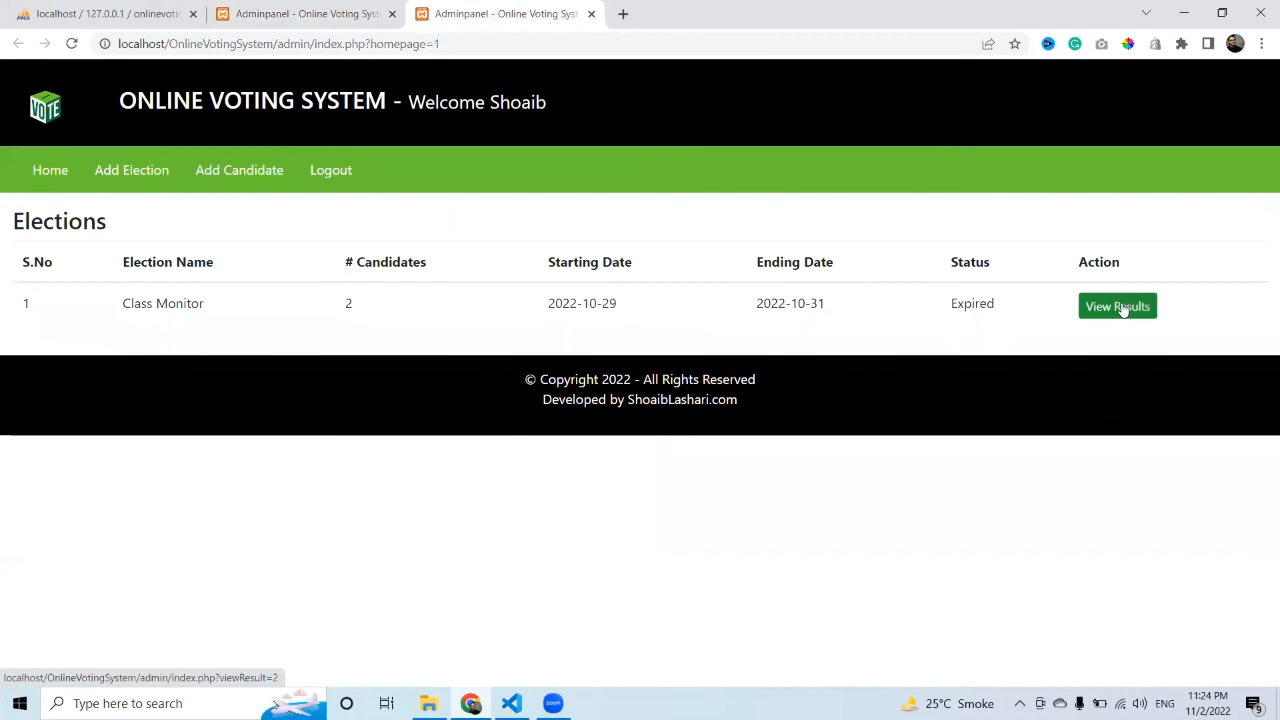 localhost / 127.0.0.1 / onlinevotin
Adminpanel - Online Voting Syst
Adminpanel - Online Voting Syst
localhost/OnlineVotingSystem/admin/index.php?homepage=1
VOTE
ONLINE VOTING SYSTEM - Welcome Shoaib
Home Add Election Add Candidate Logout
Elections
S.No Election Name # Candidates Starting Date Ending Date Status Action
1 Class Monitor 2 2022-10-29 2022-10-31 Expired View Results
© Copyright 2022 - All Rights Reserved
Developed by ShoaibLashari.com
localhost/OnlineVotingSystem/admin/index.php?viewResult=2
Type here to search
zoom
25°C Smoke
ENG
11:24 PM
11/2/2022
9